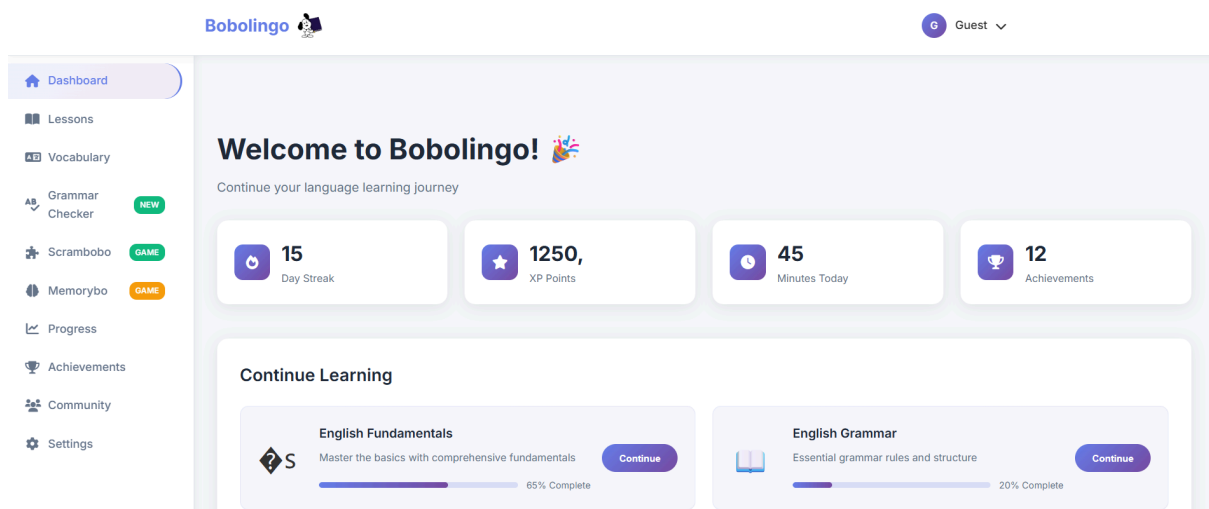 Bobolingo
G Guest
Dashboard
Lessons
Vocabulary
Grammar
Checker
NEW
Scrambobo GAME
Memorybo GAME
Progress
Achievements
Community
Settings
Welcome to Bobolingo! 🎉
Continue your language learning journey
15
Day Streak
1250,
XP Points
45
Minutes Today
12
Achievements
Continue Learning
�s
English Fundamentals
Master the basics with comprehensive fundamentals
65% Complete
Continue
English Grammar
Essential grammar rules and structure
20% Complete
Continue